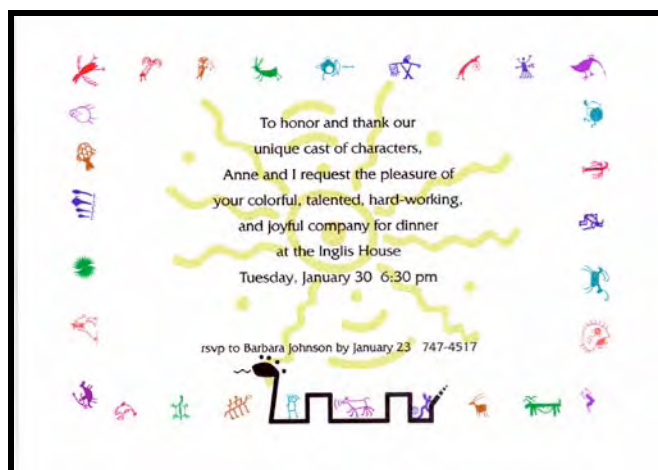 To honor and thank our
unique cast of characters,
Anne and I request the pleasure of
your colorful, talented, hard-working,
and joyful company for dinner
at the Inglis House
Tuesday, January 30 6:30 pm
rsvp to Barbara Johnson by January 23 747-4517